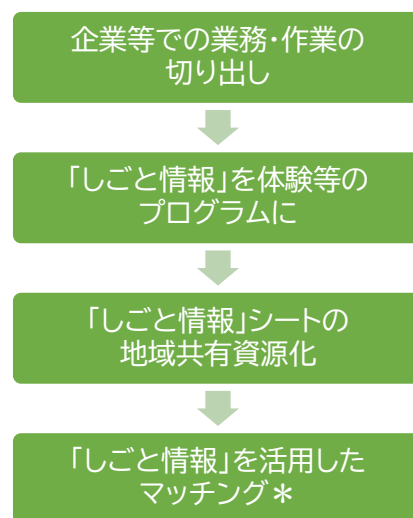 企業等での業務・作業の
切り出し
「しごと情報」を体験等の
プログラムに
「しごと情報」シートの
地域共有資源化
「しごと情報」を活用した
マッチング＊